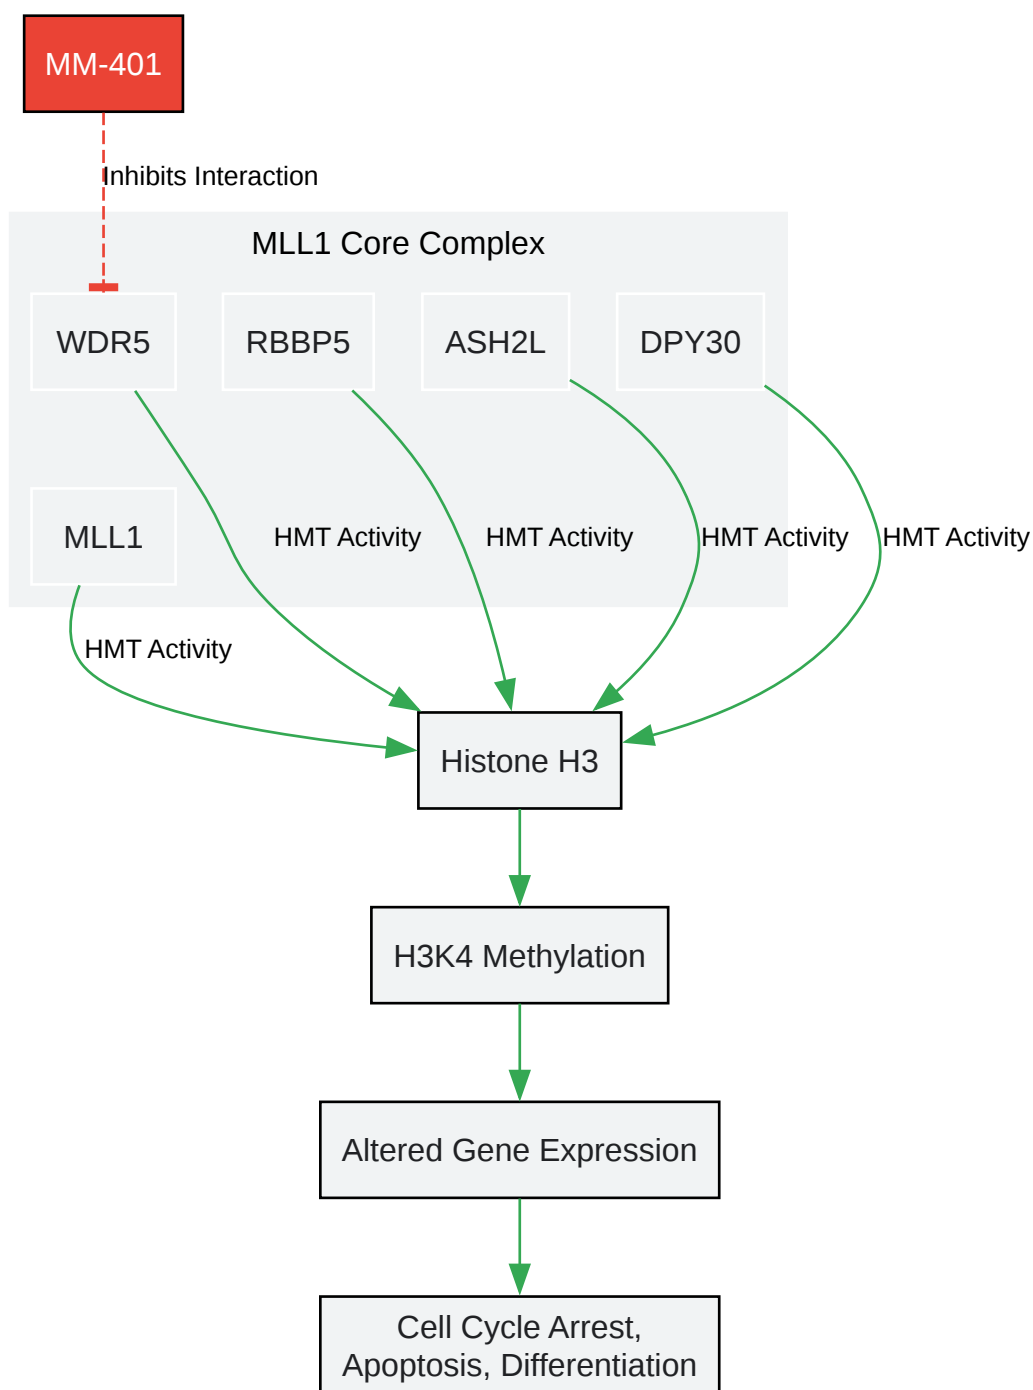 MM-401
Inhibits Interaction
MLL1 Core Complex
WDR5
RBBP5
ASH2L
DPY30
MLL1
HMT Activity
HMT Activity
HMT Activity
HMT Activity
HMT Activity
Histone H3
H3K4 Methylation
Altered Gene Expression
Cell Cycle Arrest,
Apoptosis, Differentiation